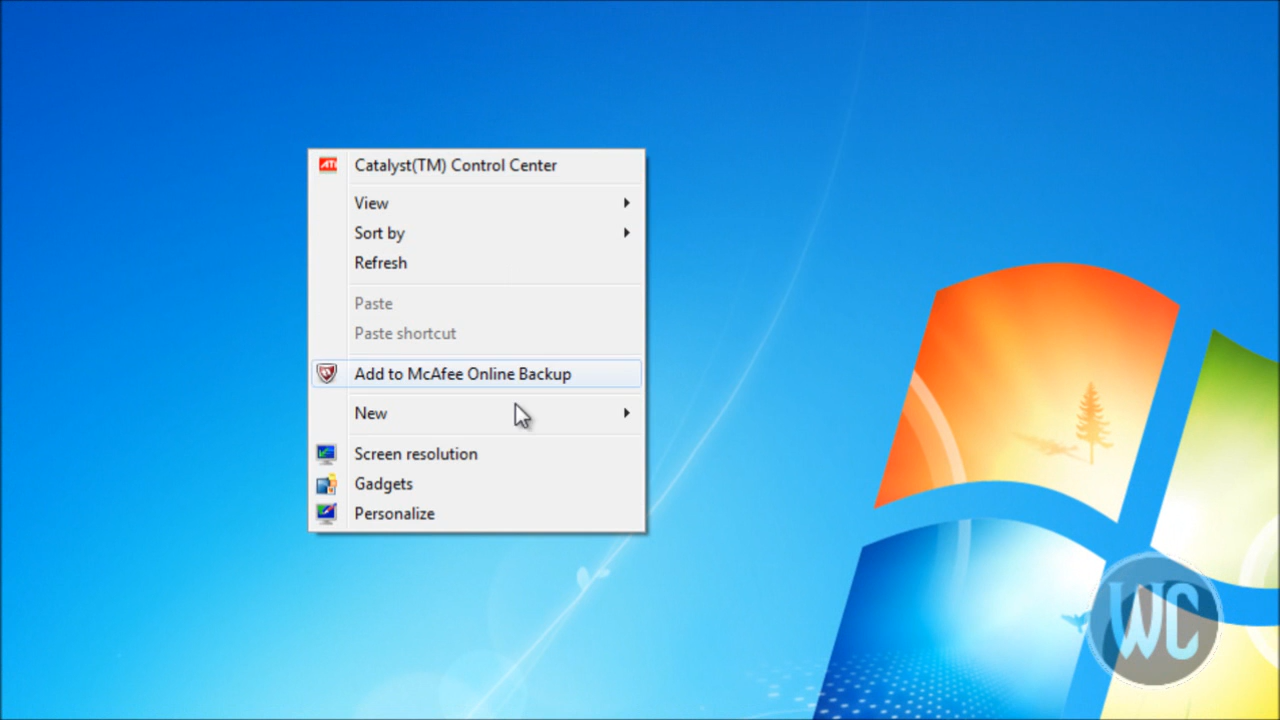 ATI
Catalyst(TM) Control Center
View
Sort by
Refresh
Paste
Paste shortcut
Add to McAfee Online Backup
New
Screen resolution
Gadgets
Personalize
WC